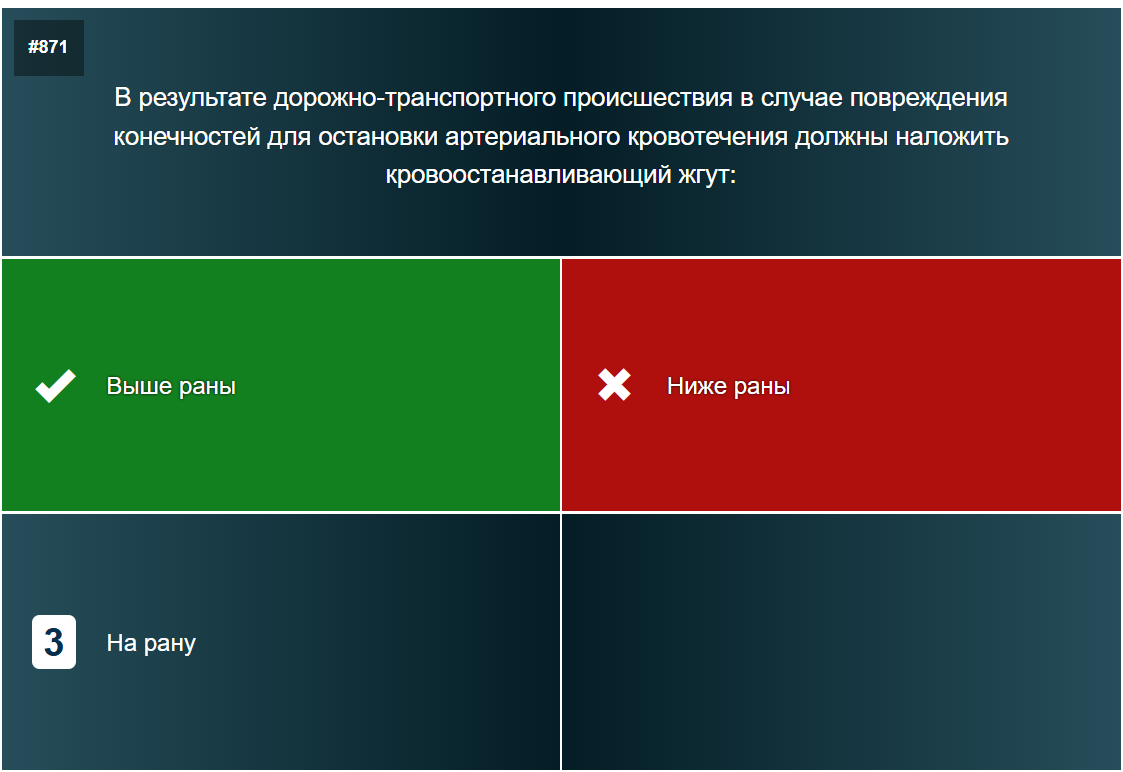 #871
В результате дорожно-транспортного происшествия в случае повреждения
конечностей для остановки артериального кровотечения должны наложить
кровоостанавливающий жгут:
Выше раны
Ниже раны
3 На рану